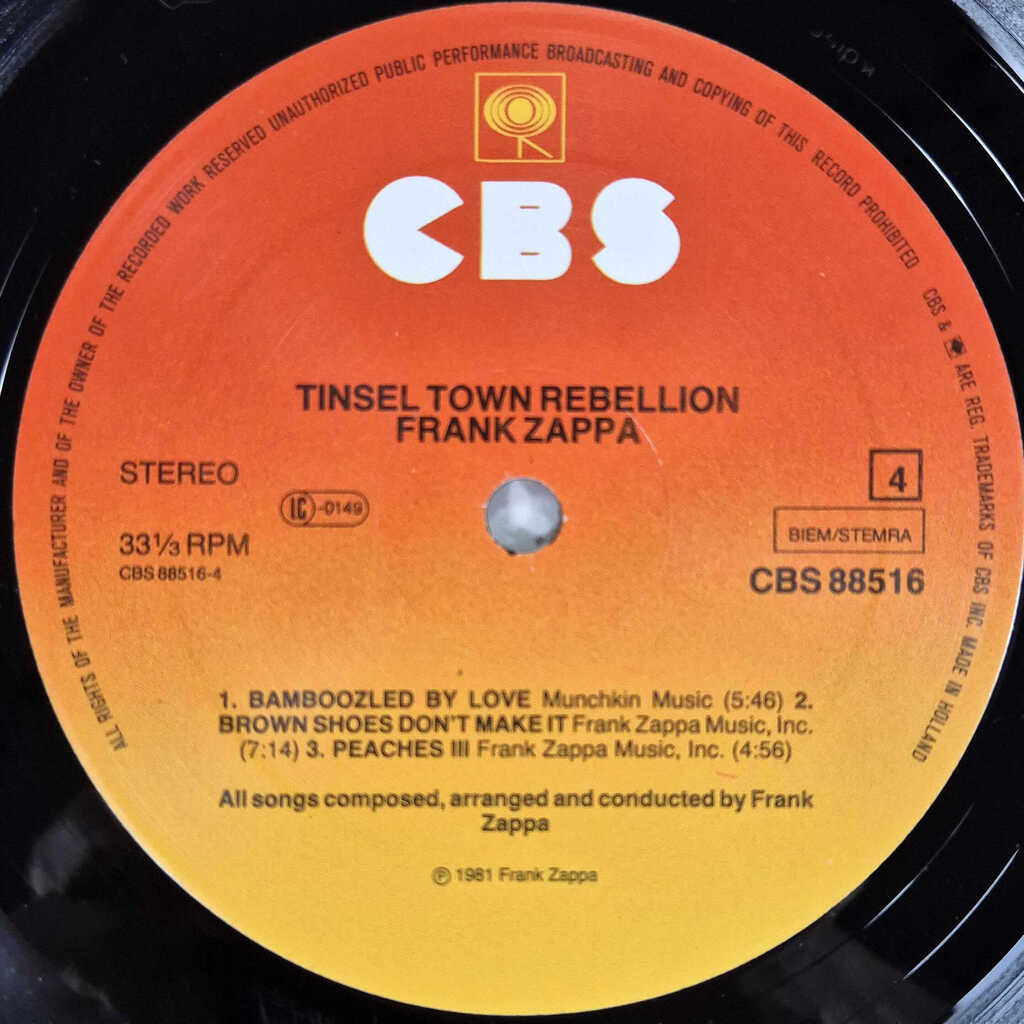 ALL RIGHTS OF THE MANUFACTURER AND OF THE OWNER OF THE RECORDED WORK RESERVED UNAUTHORIZED PUBLIC PERFORMANCE BROADCASTING AND COPYING OF THIS RECORD PROHIBITED
CBS & ARE REG. TRADEMARKS OF CBS INC. MADE IN HOLLAND
CBS
TINSEL TOWN REBELLION
FRANK ZAPPA
STEREO
LC-0149
33⅓ RPM
CBS 88516-4
4
BIEM/STEMRA
CBS 88516
1. BAMBOOZLED BY LOVE Munchkin Music (5:46) 2.
BROWN SHOES DON'T MAKE IT Frank Zappa Music, Inc.
(7:14) 3. PEACHES III Frank Zappa Music, Inc. (4:56)
All songs composed, arranged and conducted by Frank
Zappa
℗ 1981 Frank Zappa